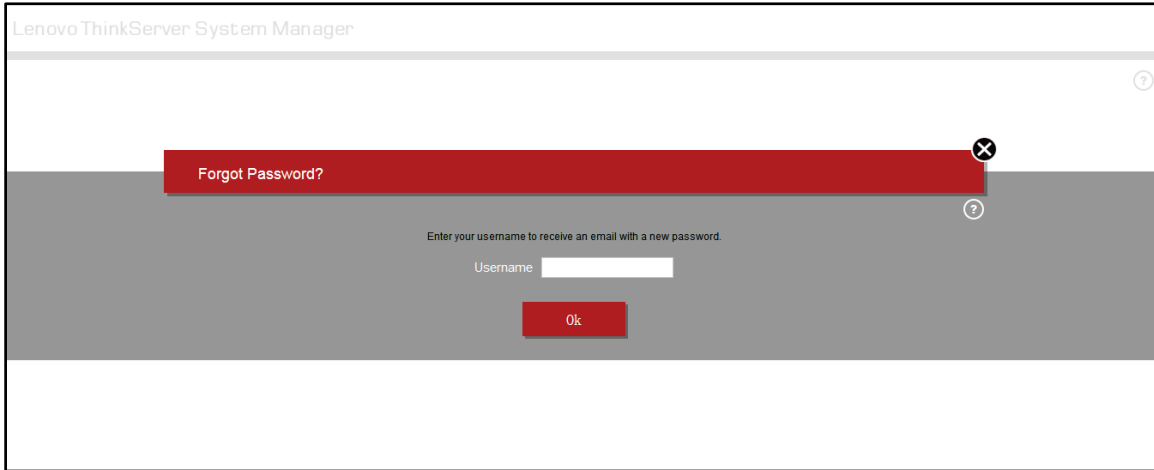 Lenovo ThinkServer System Manager
?
Forgot Password?
?
Enter your username to receive an email with a new password.
Username
Ok